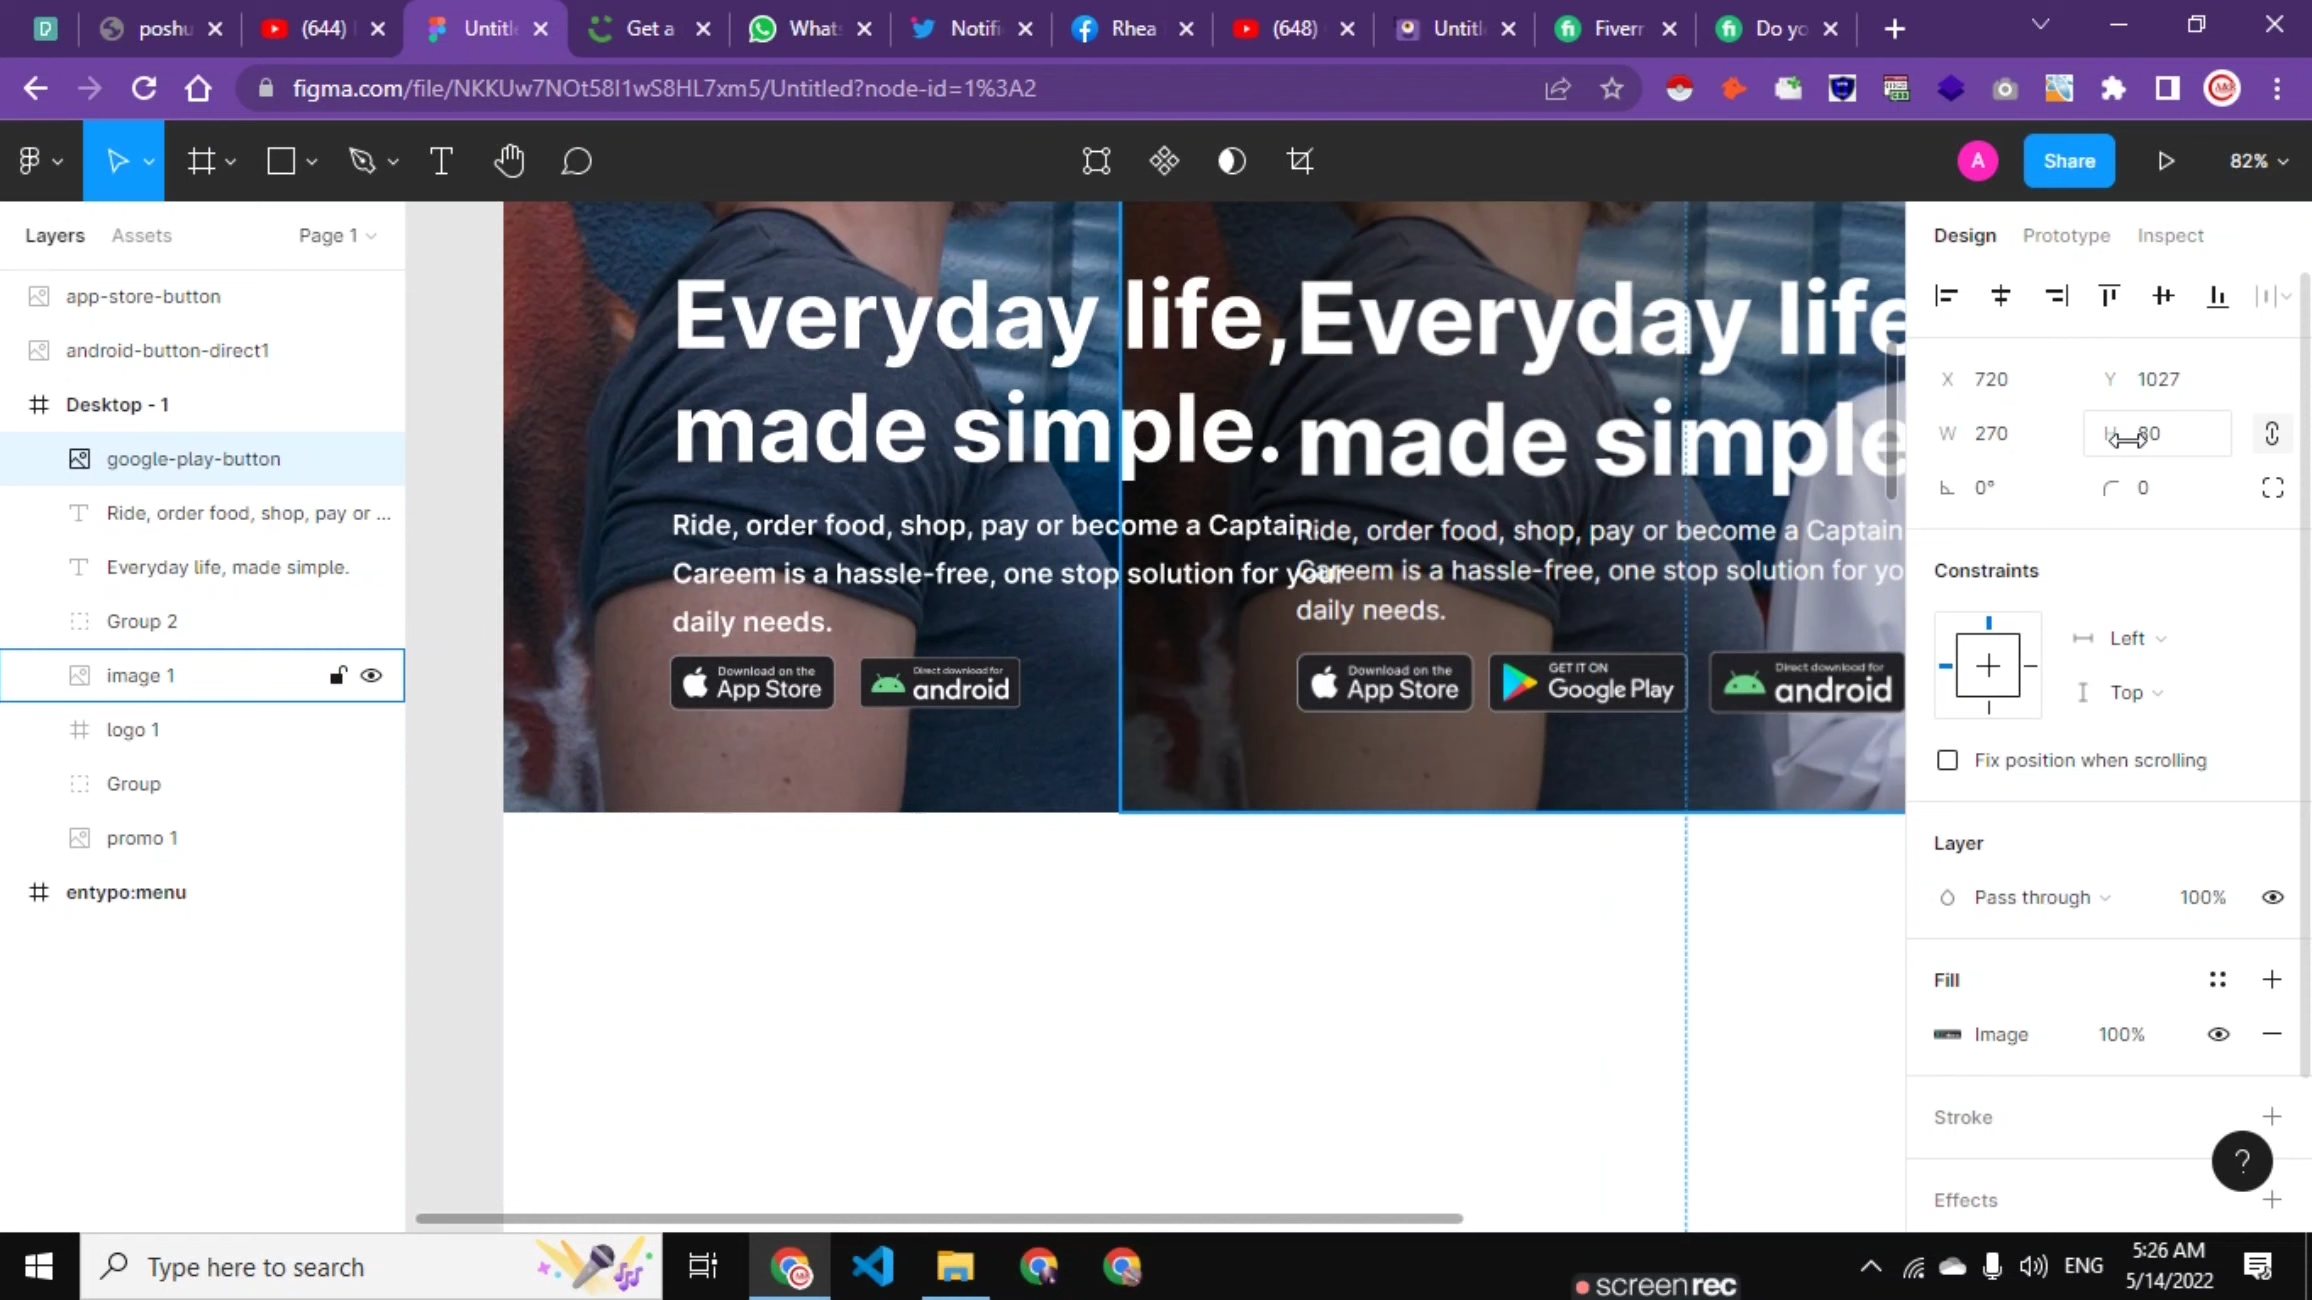 poshu
(644)
Untitle
Get a
What:
Notifi
Rhea
(648)
Untitl
Fiverr
Do yo
figma.com/file/NKKUw7NOt58I1wS8HL7xm5/Untitled?node-id=1%3A2
A
Share
82%
Layers
Assets
Page 1
app-store-button
android-button-direct1
Desktop - 1
google-play-button
Ride, order food, shop, pay or ...
Everyday life, made simple.
Group 2
image 1
logo 1
Group
promo 1
entypo:menu
Everyday life,
made simple.
Ride, order food, shop, pay or become a Captain.
Careem is a hassle-free, one stop solution for your
daily needs.
Download on the
App Store
Direct download for
android
Everyday life
made simple
Ride, order food, shop, pay or become a Captain
Careem is a hassle-free, one stop solution for yo
daily needs.
Download on the
App Store
GET IT ON
Google Play
Direct download for
android
Design
Prototype
Inspect
X 720
Y 1027
W 270
H 80
0°
0
Constraints
Left
Top
Fix position when scrolling
Layer
Pass through
100%
Fill
Image
100%
Stroke
Effects
?
Type here to search
screenrec
ENG
5:26 AM
5/14/2022